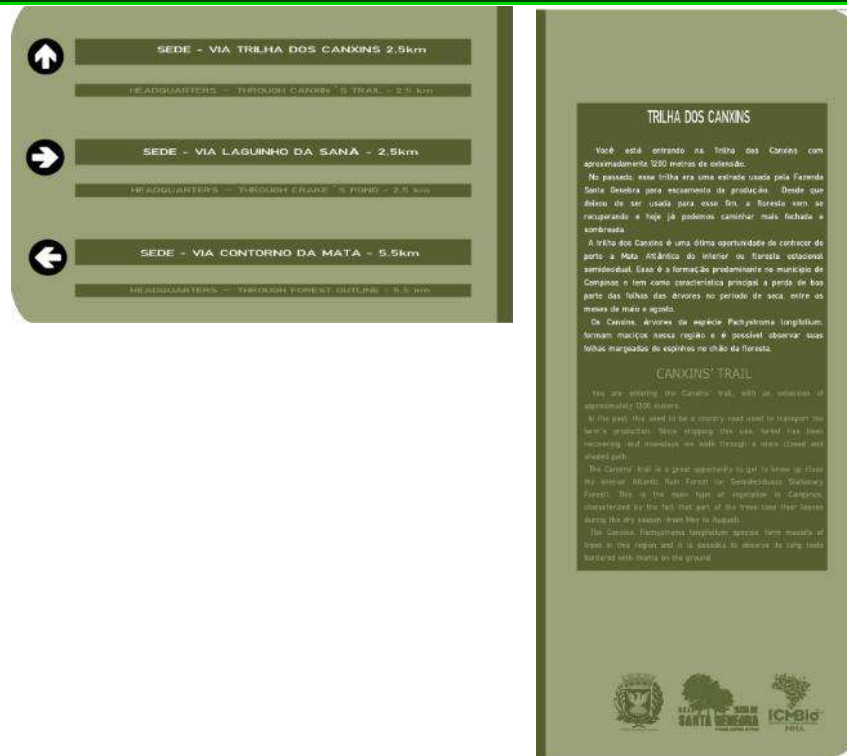 SEDE - VIA TRILHA DOS CANXINS 2,5km
HEADQUARTERS - THROUGH CANXIN´S TRAIL - 2.5 km
SEDE - VIA LAGUINHO DA SANÃ - 2,5km
HEADQUARTERS - THROUGH CRAKE´S POND - 2.5 km
SEDE - VIA CONTORNO DA MATA - 5.5km
HEADQUARTERS - THROUGH FOREST OUTLINE - 5.5 km
TRILHA DOS CANXINS
Você está entrando na Trilha dos Canxins com
aproximadamente 1200 metros de extensão.
No passado, essa trilha era uma estrada usada pela Fazenda
Santa Genebra para escoamento da produção. Desde que
deixou de ser usada para esse fim, a floresta vem se
recuperando e hoje já podemos caminhar mais fechada e
sombreada.
A trilha dos Canxins é uma ótima oportunidade de conhecer de
perto a Mata Atlântica do interior ou floresta estacional
semidecidual. Essa é a formação predominante no município de
Campinas e tem como característica principal a perda de boa
parte das folhas das árvores no período de seca, entre os
meses de maio e agosto.
Os Canxins, árvores da espécie Pachystroma longifolium,
formam maciços nessa região e é possível observar suas
folhas margeadas de espinhos no chão da floresta.
CANXINS' TRAIL
You are entering the Canxins' trail, with an extension of
approximately 1200 meters.
In the past, this used to be a country road used to transport the
farm's production. Since stopping this use, forest has been
recovering and nowadays we walk through a more closed and
shaded path.
The Canxins' trail is a great opportunity to get to know up close
the Interior Atlantic Rain Forest (or Semideciduous Stationary
Forest). This is the main type of vegetation in Campinas,
characterized by the fact that part of the trees lose their leaves
during the dry season (from May to August).
The Canxins, Pachystroma longifolium species, form massifs of
trees in this region and it is possible to observe its long leafs
bordered with thorns on the ground.
SANTA GENEBRA
ICMBio
MMA